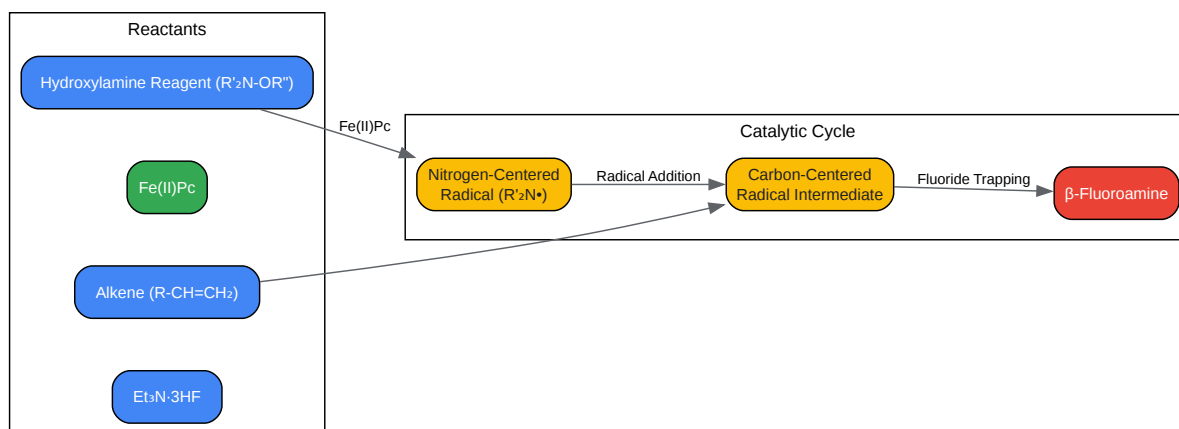 Reactants
Hydroxylamine Reagent (R'₂N-OR")
Fe(II)Pc
Alkene (R-CH=CH₂)
Et₃N·3HF
Fe(II)Pc
Catalytic Cycle
Nitrogen-Centered
Radical (R'₂N•)
Radical Addition
Carbon-Centered
Radical Intermediate
Fluoride Trapping
β-Fluoroamine